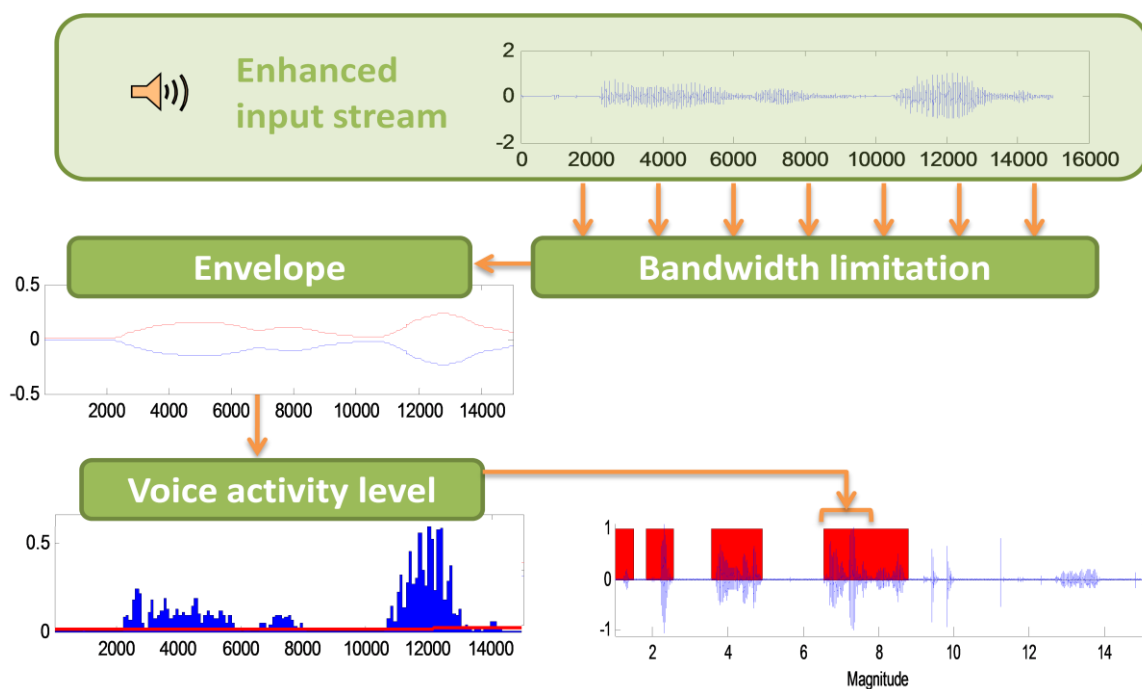 Enhanced
input stream
2
0
-2
0 2000 4000 6000 8000 10000 12000 14000 16000
Envelope
Bandwidth limitation
0.5
0
-0.5
2000 4000 6000 8000 10000 12000 14000
Voice activity level
0.5
0
2000 4000 6000 8000 10000 12000 14000
1
0
-1
2 4 6 8 10 12 14
Magnitude